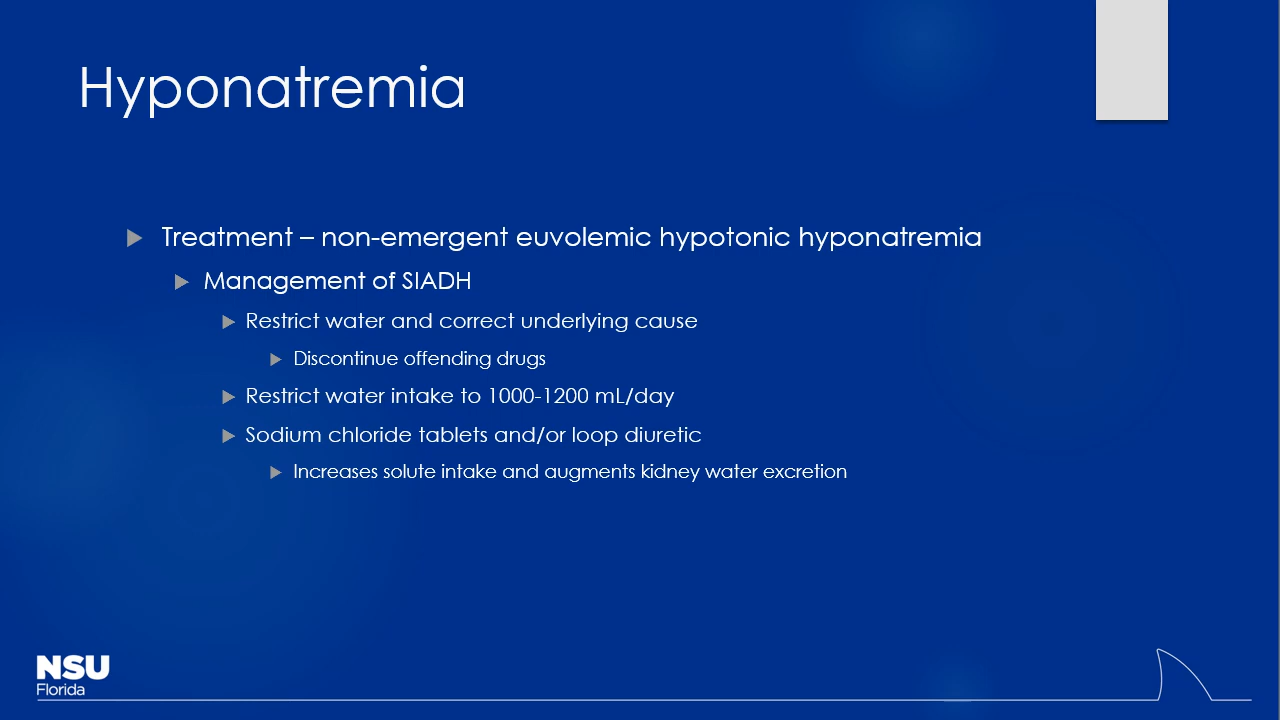 Hyponatremia
Treatment – non-emergent euvolemic hypotonic hyponatremia
Management of SIADH
Restrict water and correct underlying cause
Discontinue offending drugs
Restrict water intake to 1000-1200 mL/day
Sodium chloride tablets and/or loop diuretic
Increases solute intake and augments kidney water excretion
NSU
Florida